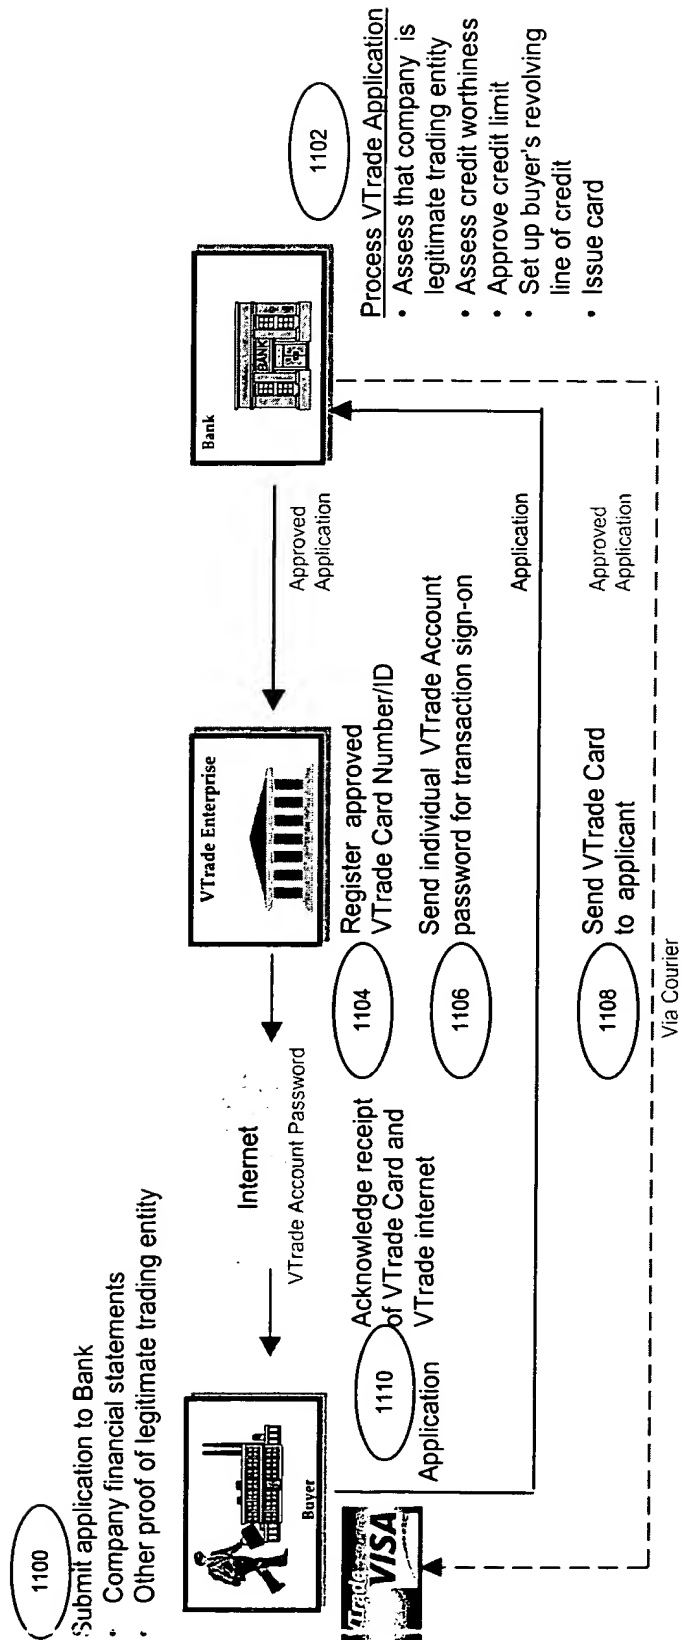 1100
Submit application to Bank
• Company financial statements
• Other proof of legitimate trading entity
Buyer
VISA
1110
Acknowledge receipt
of VTrade Card and
VTrade internet
Application
Internet
VTrade Account Password
VTrade Enterprise
1104
Register approved
VTrade Card Number/ID
1106
Send individual VTrade Account
password for transaction sign-on
1108
Send VTrade Card
to applicant
Via Courier
Approved
Application
Application
Approved
Application
Bank
BANK
1102
Process VTrade Application
• Assess that company is
legitimate trading entity
• Assess credit worthiness
• Approve credit limit
• Set up buyer's revolving
line of credit
• Issue card